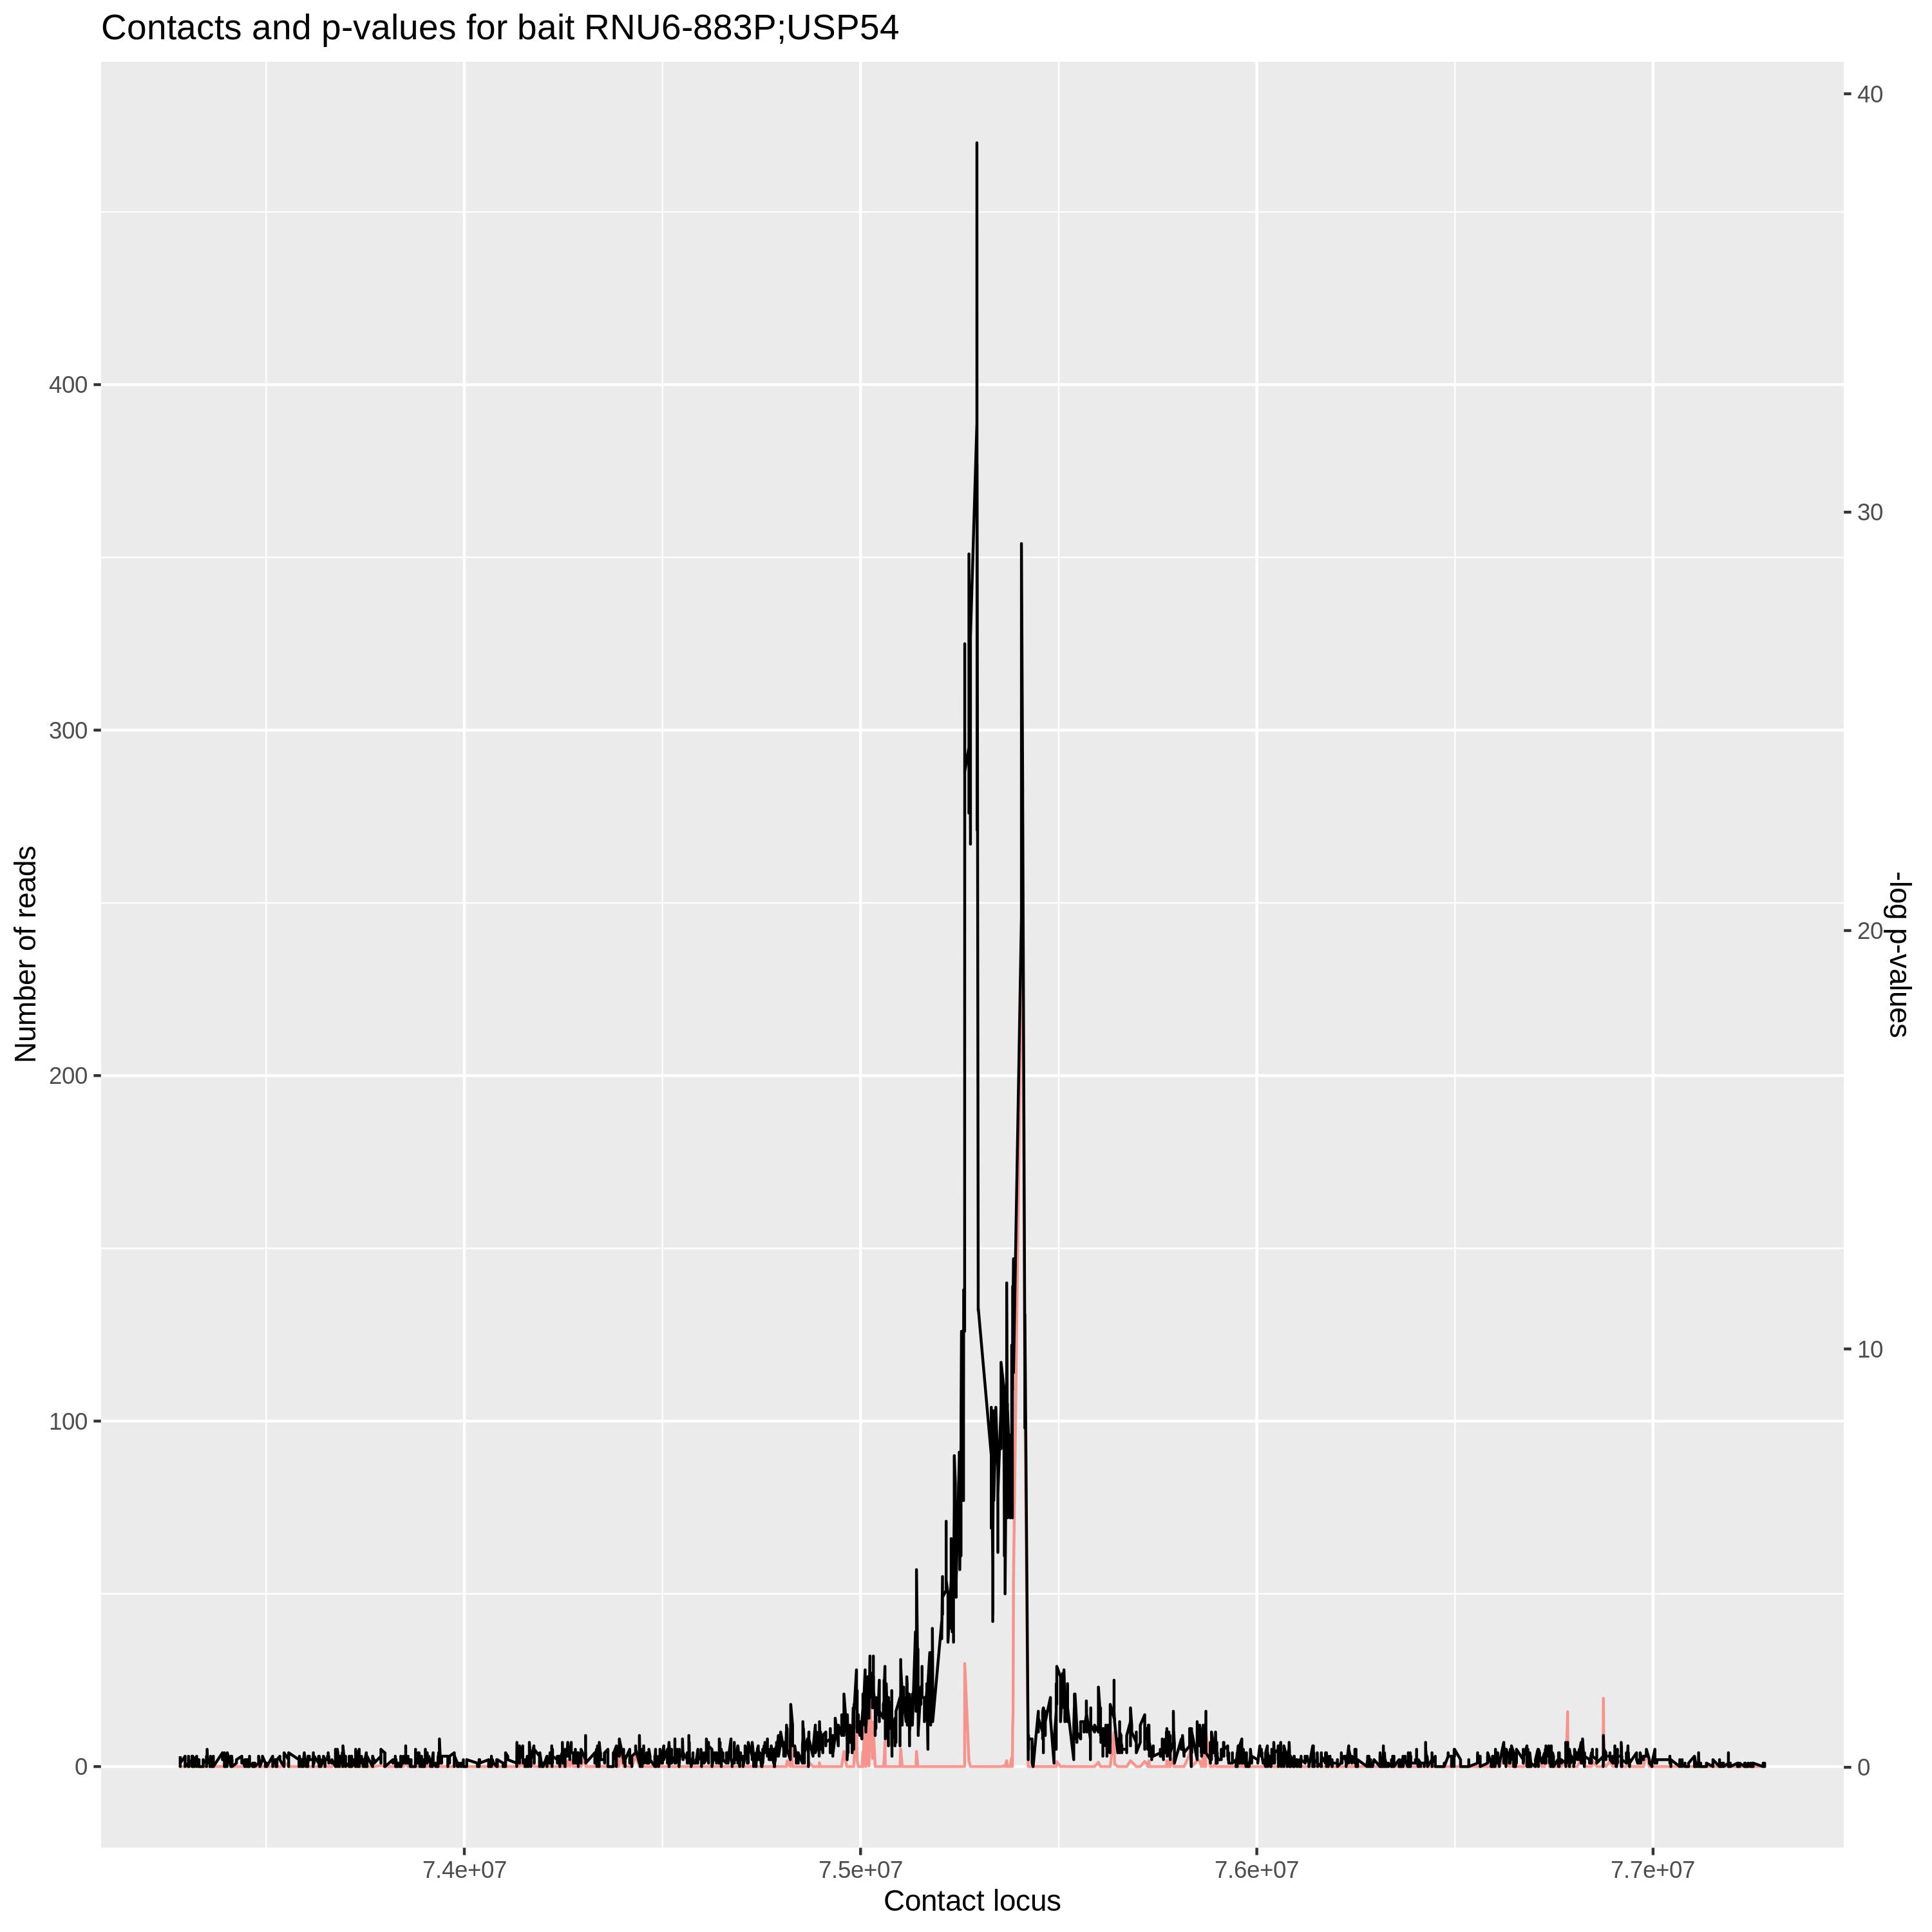 Contacts and p-values for bait RNU6-883P;USP54
40
400
30
300
Number of reads
20
-log p-values
200
10
100
0
0
7.4e+07
7.5e+07
7.6e+07
7.7e+07
Contact locus